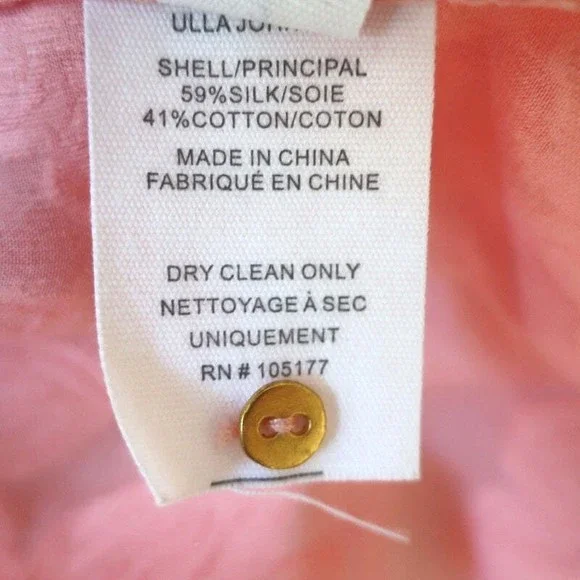 ULLA
SHELL/PRINCIPAL
59%SILK/SOIE
41%COTTON/COTON
MADE IN CHINA
FABRIQUÉ EN CHINE
DRY CLEAN ONLY
NETTOYAGE À SEC
UNIQUEMENT
RN # 105177